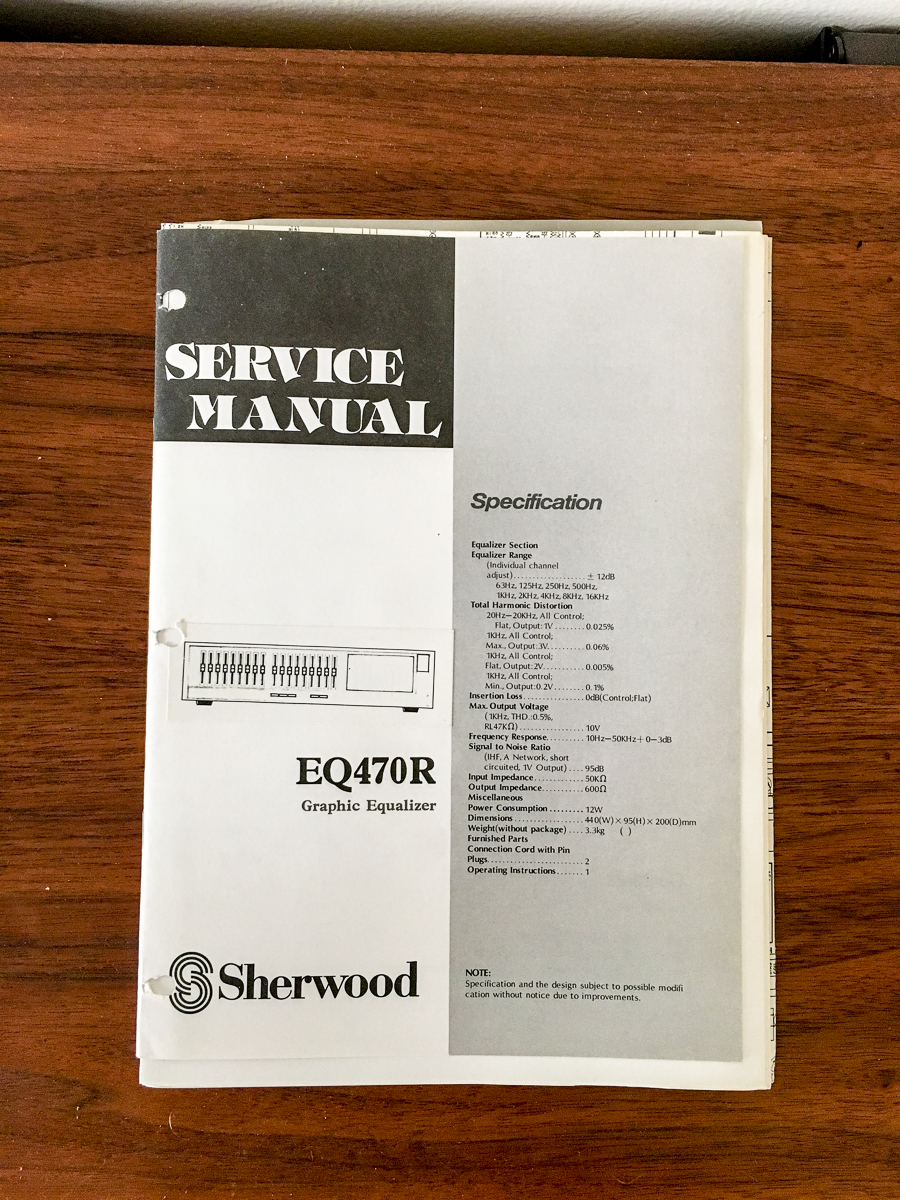 SERVICE
MANUAL
EQ470R
Graphic Equalizer
Sherwood
Specification
Equalizer Section
Equalizer Range
(Individual channel
adjust)................... ± 12dB
63Hz, 125Hz, 250Hz, 500Hz,
1KHz, 2KHz, 4KHz, 8KHz, 16KHz
Total Harmonic Distortion
20Hz—20KHz, All Control;
Flat, Output: 1V ........ 0.025%
1KHz, All Control;
Max., Output:3V......... 0.06%
1KHz, All Control;
Flat, Output:2V.......... 0.005%
1KHz, All Control;
Min., Output:0.2V........ 0.1%
Insertion Loss............... 0dB(Control;Flat)
Max. Output Voltage
(1KHz, THD.:0.5%,
RL47KΩ) ................ 10V
Frequency Response......... 10Hz—50KHz+0—3dB
Signal to Noise Ratio
(IHF, A Network, short
circuited, 1V Output) .... 95dB
Input Impedance............ 50KΩ
Output Impedance.......... 600Ω
Miscellaneous
Power Consumption ......... 12W
Dimensions ................. 440(W)×95(H)×200(D)mm
Weight(without package) .... 3.3kg ( )
Furnished Parts
Connection Cord with Pin
Plugs....................... 2
Operating Instructions....... 1
NOTE:
Specification and the design subject to possible modifi
cation without notice due to improvements.